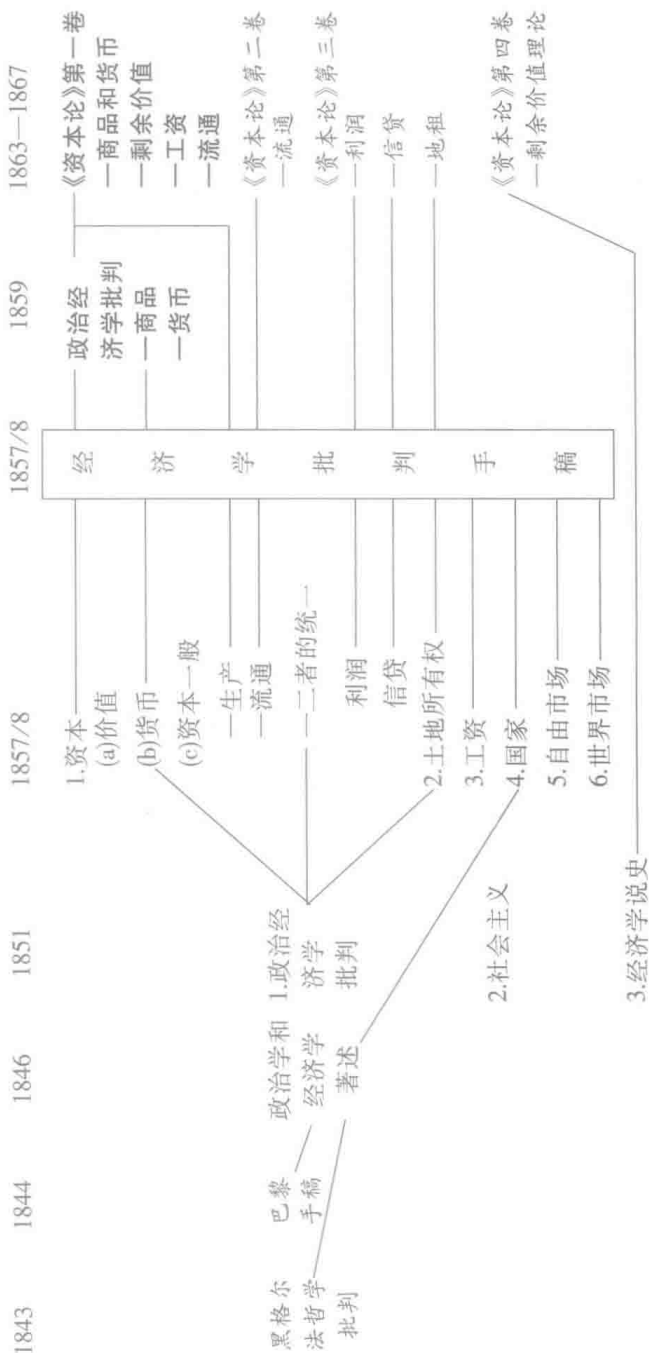 1843
黑格尔
法哲学
批判
1844
巴黎
手稿
1846
政治学和
经济学
著述
1851
1.政治经
济学
批判
2.社会主义
3.经济学说史
1857/8
1.资本
(a)价值
(b)货币
(c)资本一般
—生产
—流通
—二者的统一
利润
信贷
2.土地所有权
3.工资
4.国家
5.自由市场
6.世界市场
1857/8
经济学批判手稿
1859
政治经
济学批判
—商品
—货币
1863—1867
《资本论》第一卷
—商品和货币
—剩余价值
—工资
—流通
《资本论》第二卷
—流通
《资本论》第三卷
—利润
—信贷
—地租
《资本论》第四卷
—剩余价值理论